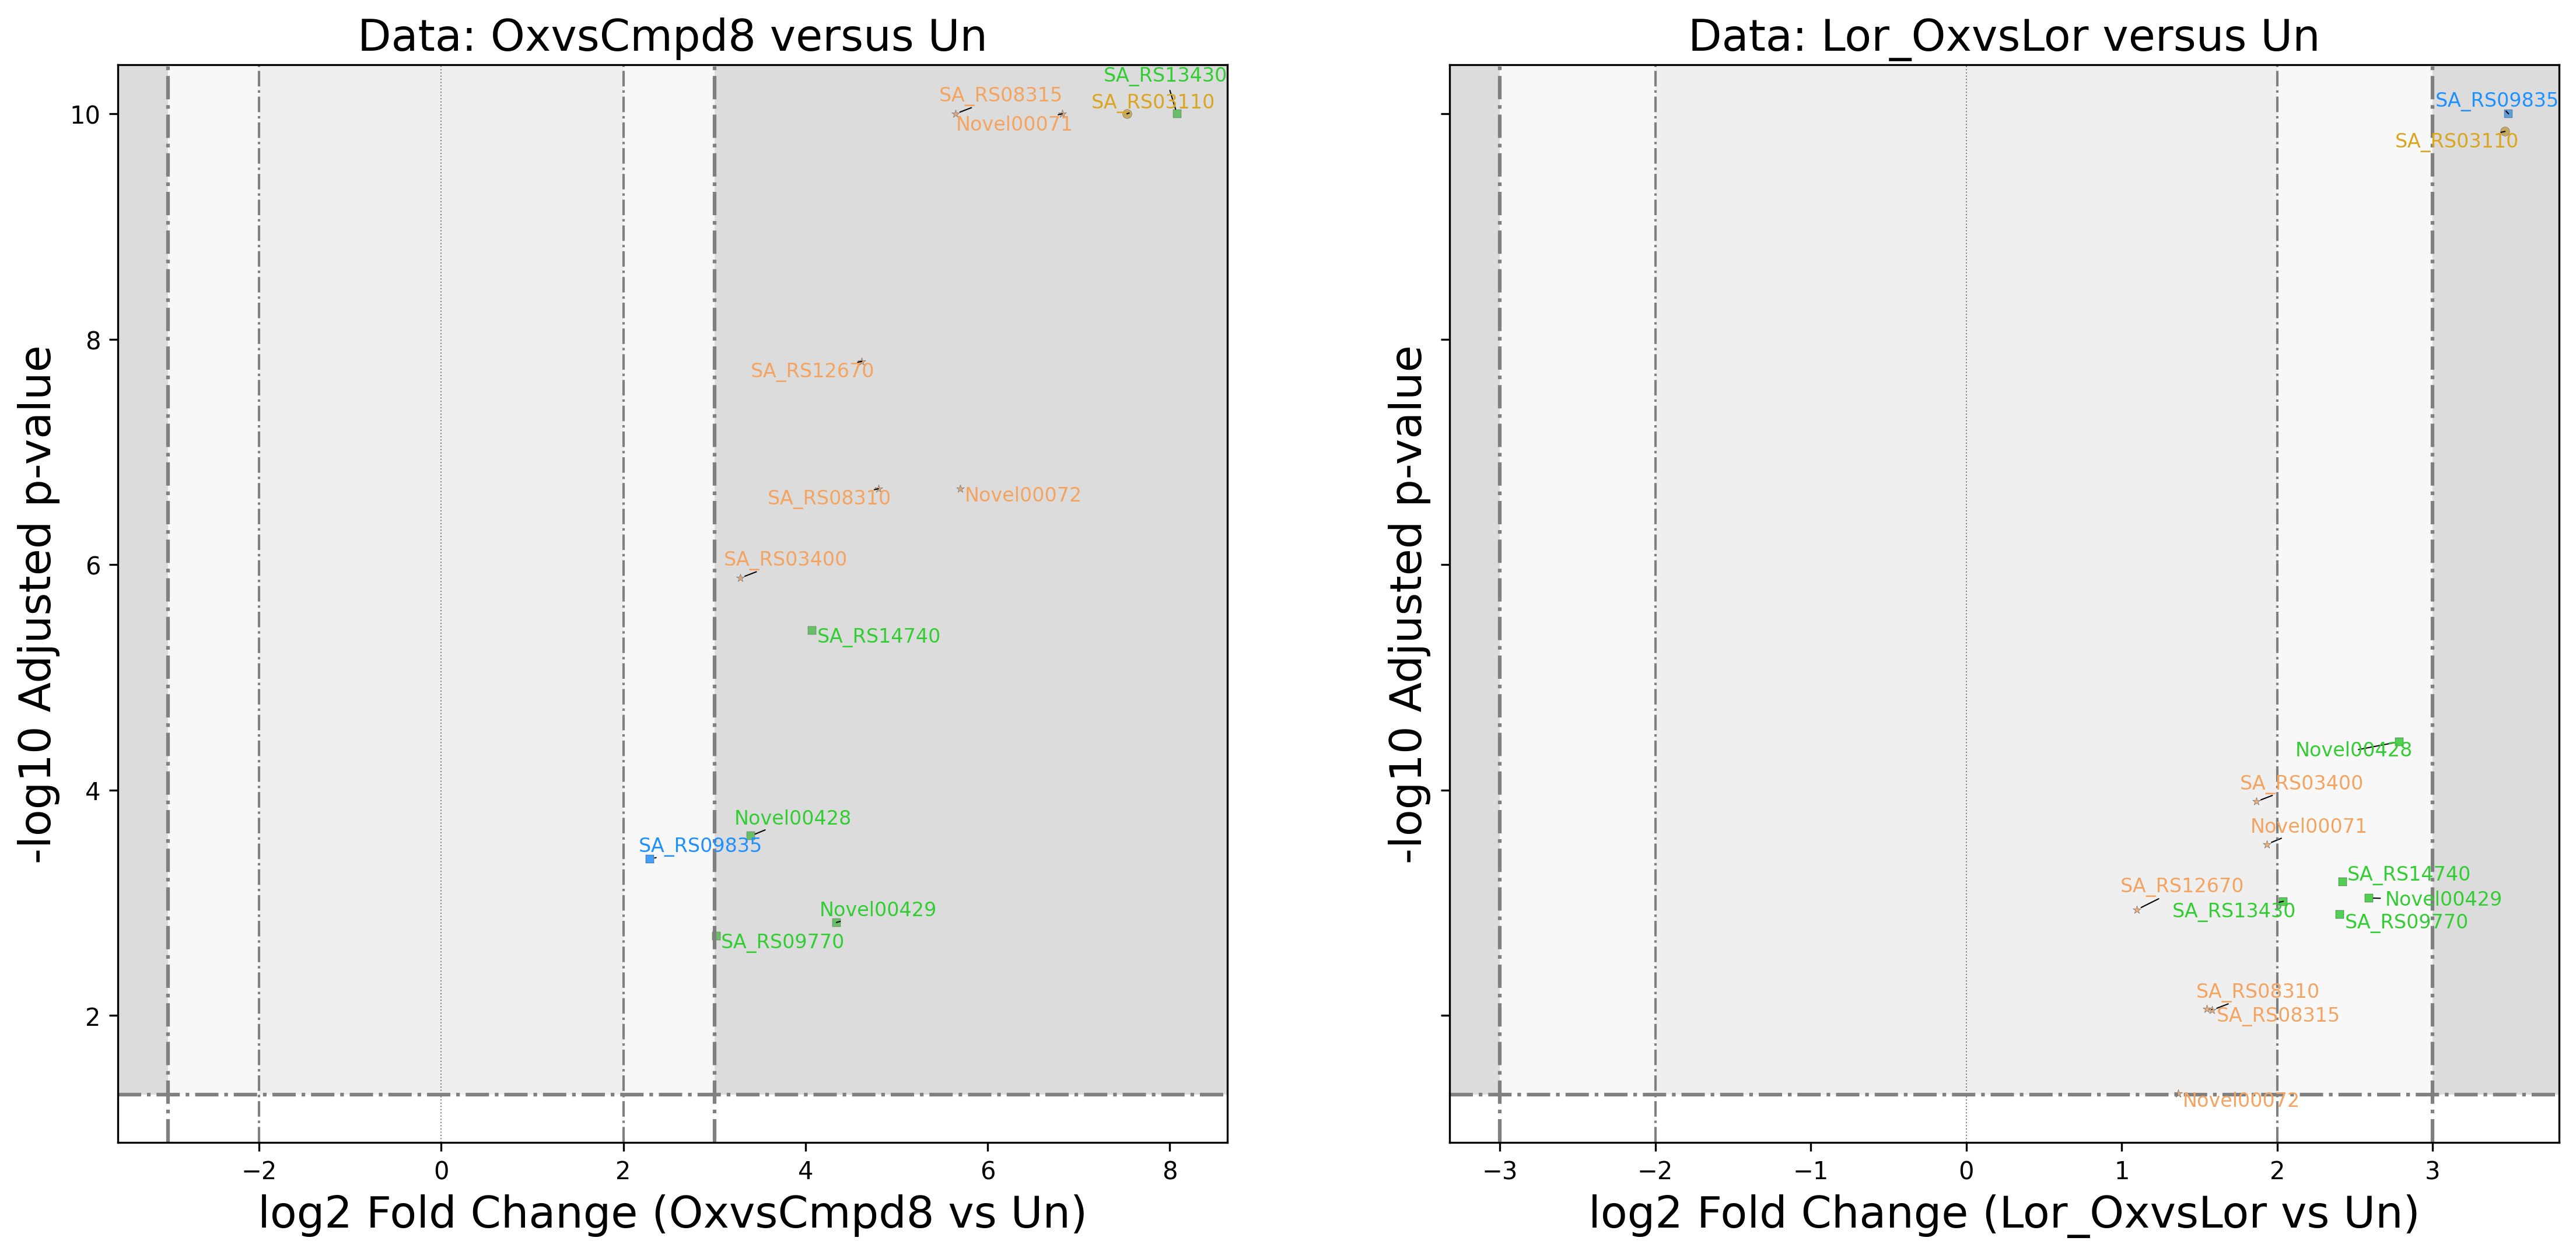 Data: OxvsCmpd8 versus Un
SA_RS13430
SA_RS08315
SA_RS03110
Novel00071
SA_RS12670
SA_RS08310
Novel00072
SA_RS03400
SA_RS14740
Novel00428
SA_RS09835
Novel00429
SA_RS09770
10
8
6
4
2
-log10 Adjusted p-value
−2
0
2
4
6
8
log2 Fold Change (OxvsCmpd8 vs Un)
Data: Lor_OxvsLor versus Un
SA_RS09835
SA_RS03110
Novel00428
SA_RS03400
Novel00071
SA_RS14740
SA_RS12670
Novel00429
SA_RS13430
SA_RS09770
SA_RS08310
SA_RS08315
Novel00072
-log10 Adjusted p-value
−3
−2
−1
0
1
2
3
log2 Fold Change (Lor_OxvsLor vs Un)